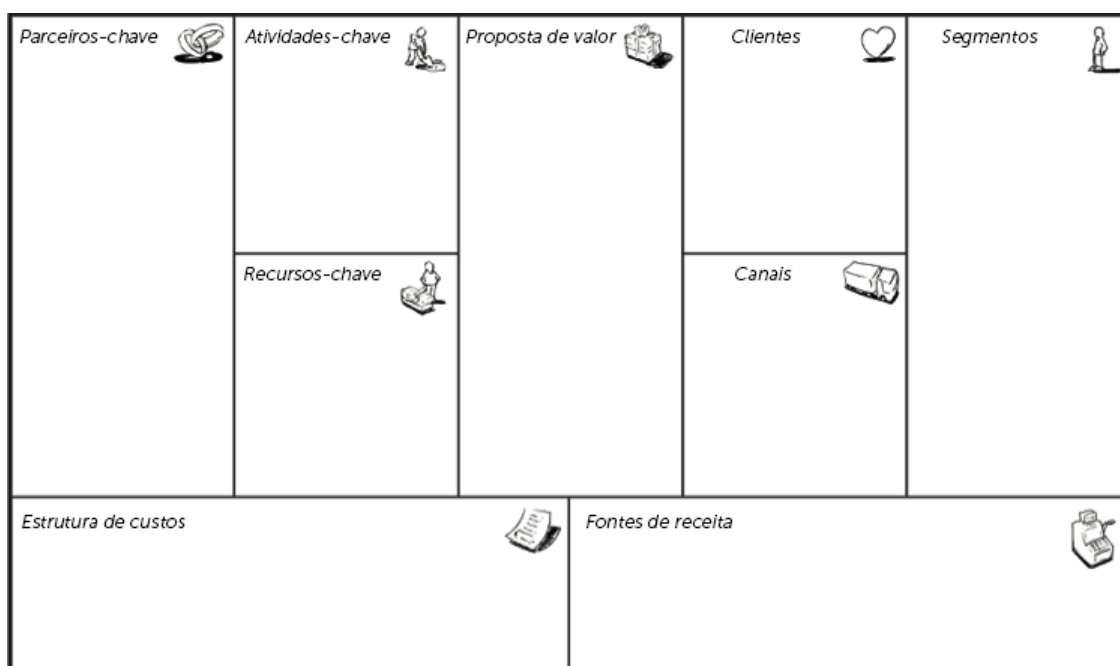 Parceiros-chave
Atividades-chave
Proposta de valor
Clientes
Segmentos
Recursos-chave
Canais
Estrutura de custos
Fontes de receita